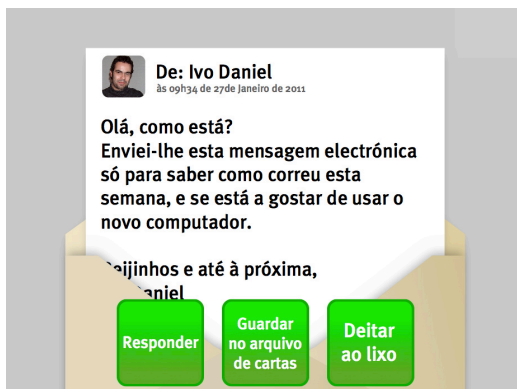 De: Ivo Daniel
às 09h34 de 27de Janeiro de 2011
Olá, como está?
Enviei-lhe esta mensagem electrónica
só para saber como correu esta
semana, e se está a gostar de usar o
novo computador.
Beijinhos e até à próxima,
Daniel
Responder
Guardar
no arquivo
de cartas
Deitar
ao lixo